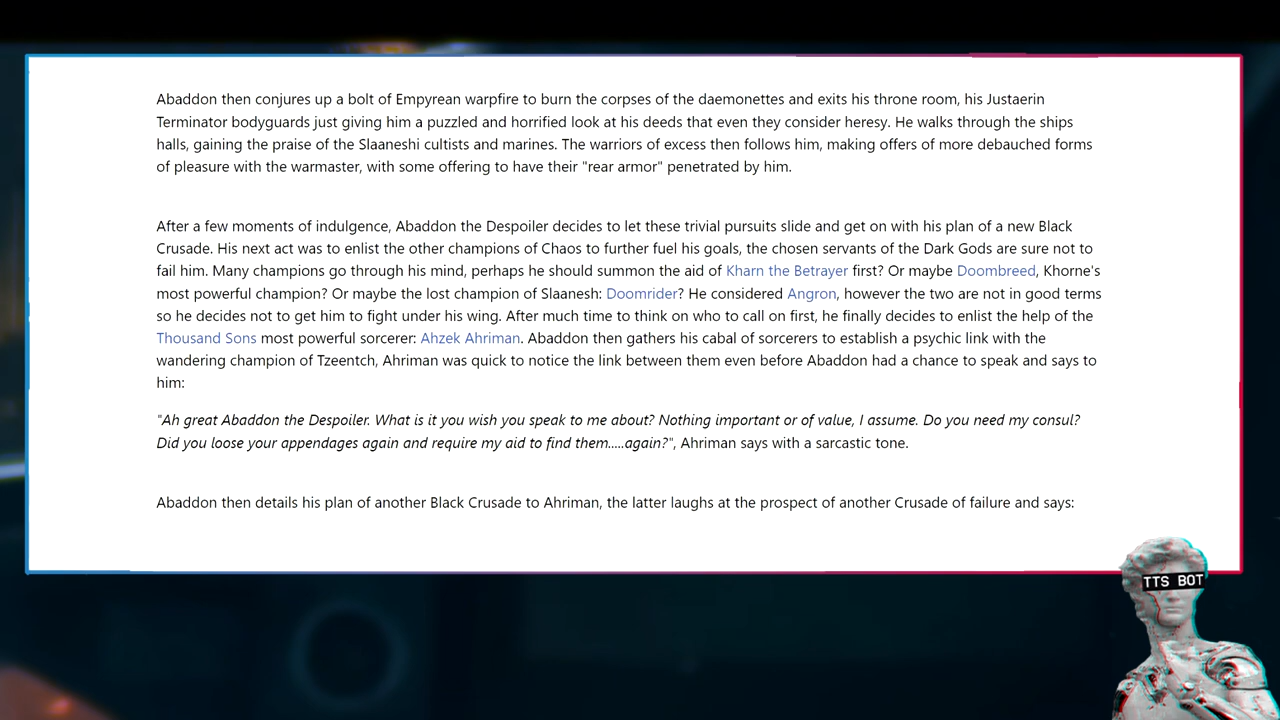 Abaddon then conjures up a bolt of Empyrean warpfire to burn the corpses of the daemonettes and exits his throne room, his Justaerin
Terminator bodyguards just giving him a puzzled and horrified look at his deeds that even they consider heresy. He walks through the ships
halls, gaining the praise of the Slaaneshi cultists and marines. The warriors of excess then follows him, making offers of more debauched forms
of pleasure with the warmaster, with some offering to have their "rear armor" penetrated by him.
After a few moments of indulgence, Abaddon the Despoiler decides to let these trivial pursuits slide and get on with his plan of a new Black
Crusade. His next act was to enlist the other champions of Chaos to further fuel his goals, the chosen servants of the Dark Gods are sure not to
fail him. Many champions go through his mind, perhaps he should summon the aid of Kharn the Betrayer first? Or maybe Doombreed, Khorne's
most powerful champion? Or maybe the lost champion of Slaanesh: Doomrider? He considered Angron, however the two are not in good terms
so he decides not to get him to fight under his wing. After much time to think on who to call on first, he finally decides to enlist the help of the
Thousand Sons most powerful sorcerer: Ahzek Ahriman. Abaddon then gathers his cabal of sorcerers to establish a psychic link with the
wandering champion of Tzeentch, Ahriman was quick to notice the link between them even before Abaddon had a chance to speak and says to
him:
"Ah great Abaddon the Despoiler. What is it you wish you speak to me about? Nothing important or of value, I assume. Do you need my consul?
Did you loose your appendages again and require my aid to find them.....again?", Ahriman says with a sarcastic tone.
Abaddon then details his plan of another Black Crusade to Ahriman, the latter laughs at the prospect of another Crusade of failure and says:
TTS BOT